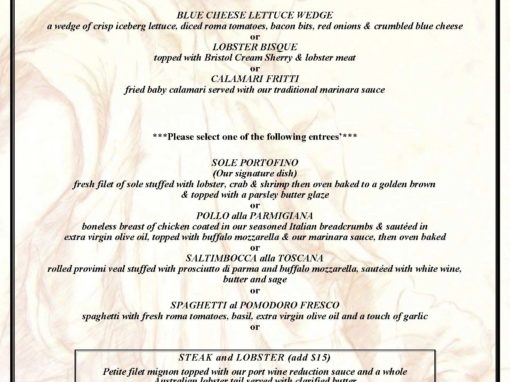 BLUE CHEESE LETTUCE WEDGE
a wedge of crisp iceberg lettuce, diced roma tomatoes, bacon bits, red onions & crumbled blue cheese
or
LOBSTER BISQUE
topped with Bristol Cream Sherry & lobster meat
or
CALAMARI FRITTI
fried baby calamari served with our traditional marinara sauce
***Please select one of the following entrees'***
SOLE PORTOFINO
(Our signature dish)
fresh filet of sole stuffed with lobster, crab & shrimp then oven baked to a golden brown
& topped with a parsley butter glaze
or
POLLO alla PARMIGIANA
boneless breast of chicken coated in our seasoned Italian breadcrumbs & sautéed in
extra virgin olive oil, topped with buffalo mozzarella & our marinara sauce, then oven baked
or
SALTIMBOCCA alla TOSCANA
rolled provimi veal stuffed with prosciutto di parma and buffalo mozzarella, sautéed with white wine,
butter and sage
or
SPAGHETTI al POMODORO FRESCO
spaghetti with fresh roma tomatoes, basil, extra virgin olive oil and a touch of garlic
or
STEAK and LOBSTER (add $15)
Petite filet mignon topped with our port wine reduction sauce and a whole
Australian lobster tail served with clarified butter